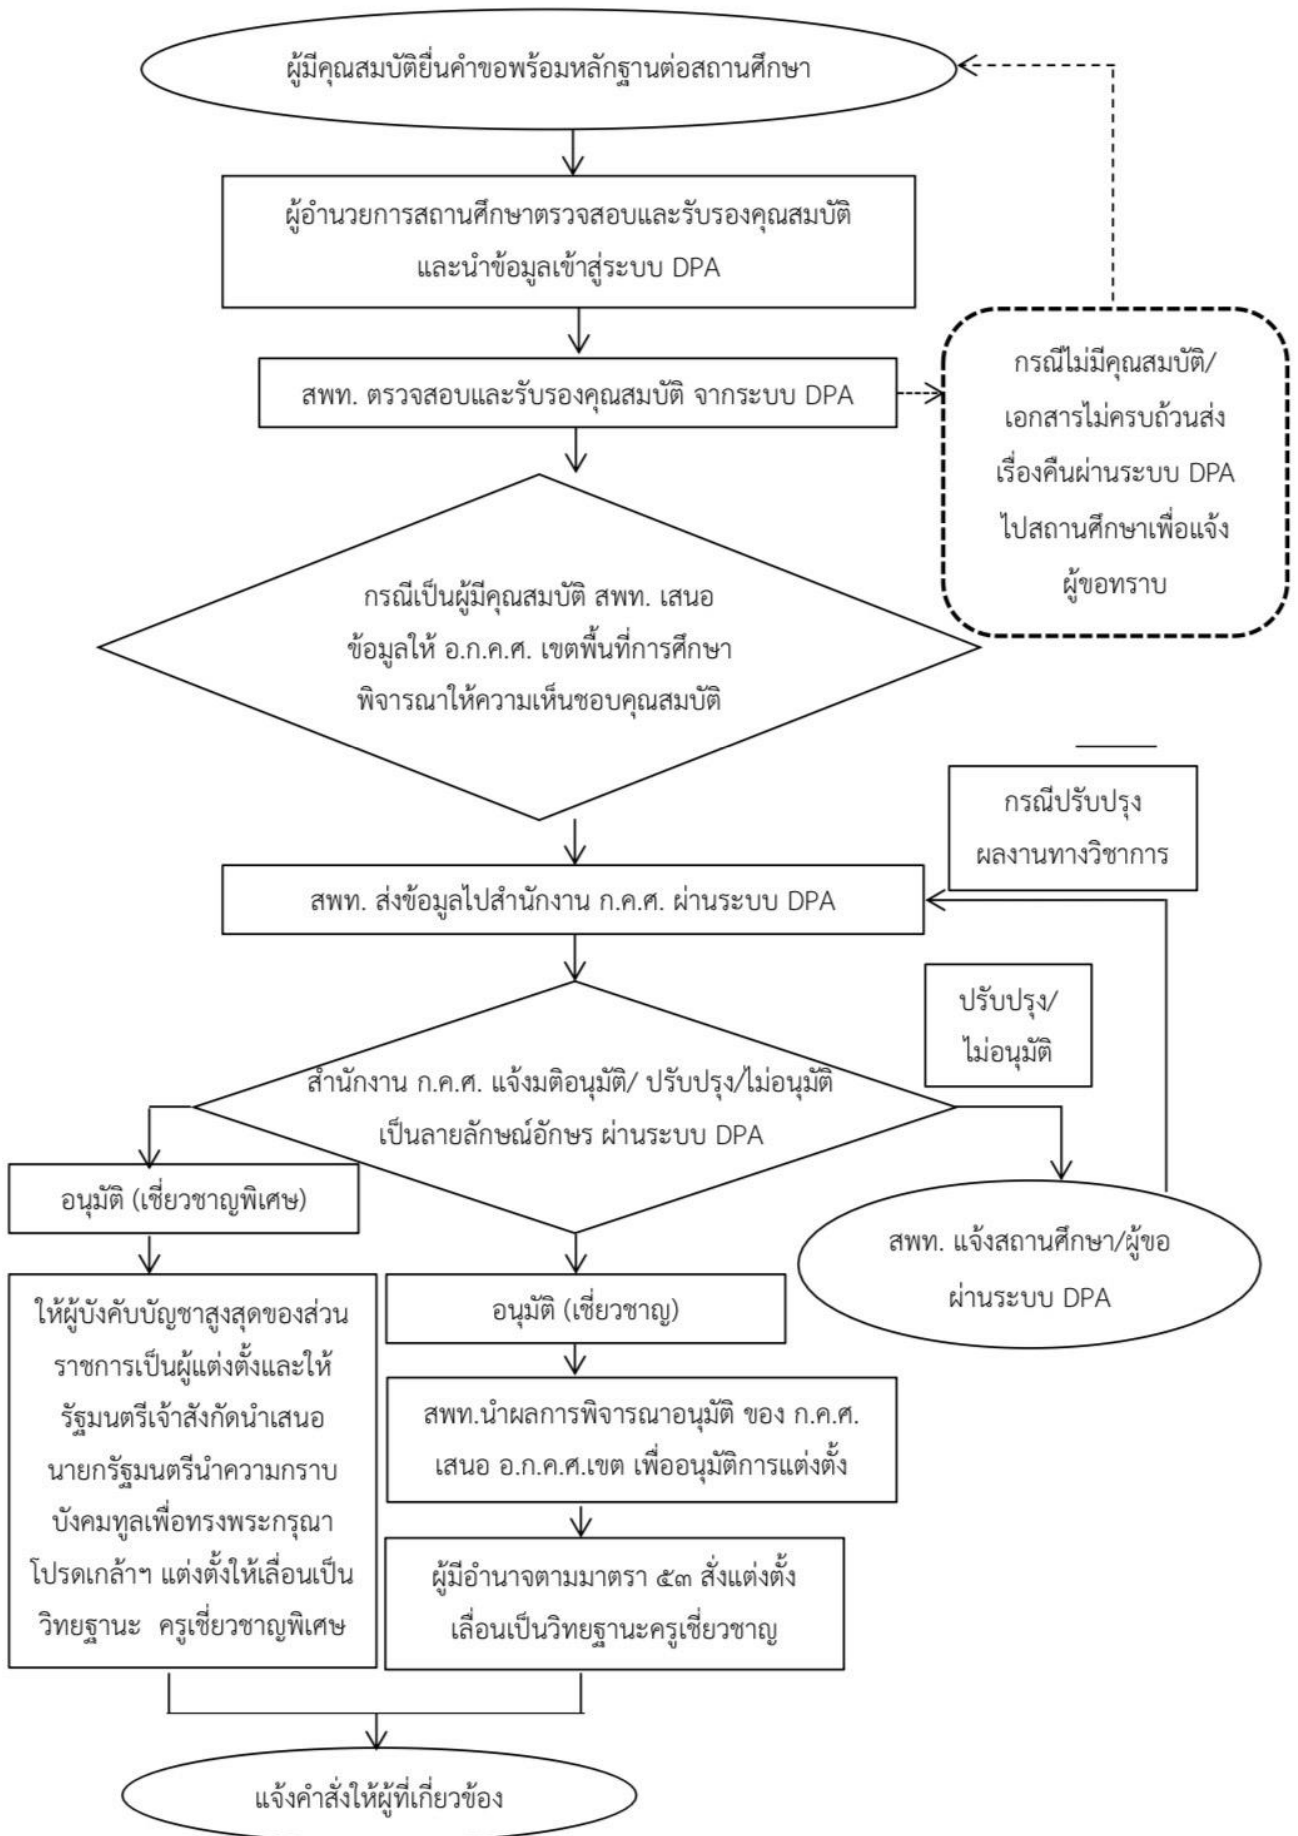 ผู้มีคุณสมบัติยื่นคำขอพร้อมหลักฐานต่อสถานศึกษา
ผู้อำนวยการสถานศึกษาตรวจสอบและรับรองคุณสมบัติ
และนำข้อมูลเข้าสู่ระบบ DPA
สพท. ตรวจสอบและรับรองคุณสมบัติ จากระบบ DPA
กรณีไม่มีคุณสมบัติ/
เอกสารไม่ครบถ้วนส่ง
เรื่องคืนผ่านระบบ DPA
ไปสถานศึกษาเพื่อแจ้ง
ผู้ขอทราบ
กรณีเป็นผู้มีคุณสมบัติ สพท. เสนอ
ข้อมูลให้ อ.ก.ค.ศ. เขตพื้นที่การศึกษา
พิจารณาให้ความเห็นชอบคุณสมบัติ
กรณีปรับปรุง
ผลงานทางวิชาการ
สพท. ส่งข้อมูลไปสำนักงาน ก.ค.ศ. ผ่านระบบ DPA
ปรับปรุง/
ไม่อนุมัติ
สำนักงาน ก.ค.ศ. แจ้งมติอนุมัติ/ ปรับปรุง/ไม่อนุมัติ
เป็นลายลักษณ์อักษร ผ่านระบบ DPA
อนุมัติ (เชี่ยวชาญพิเศษ)
สพท. แจ้งสถานศึกษา/ผู้ขอ
ผ่านระบบ DPA
ให้ผู้บังคับบัญชาสูงสุดของส่วน
ราชการเป็นผู้แต่งตั้งและให้
รัฐมนตรีเจ้าสังกัดนำเสนอ
นายกรัฐมนตรีนำความกราบ
บังคมทูลเพื่อทรงพระกรุณา
โปรดเกล้าฯ แต่งตั้งให้เลื่อนเป็น
วิทยฐานะ ครูเชี่ยวชาญพิเศษ
อนุมัติ (เชี่ยวชาญ)
สพท.นำผลการพิจารณาอนุมัติ ของ ก.ค.ศ.
เสนอ อ.ก.ค.ศ.เขต เพื่ออนุมัติการแต่งตั้ง
ผู้มีอำนาจตามมาตรา ๕๓ สั่งแต่งตั้ง
เลื่อนเป็นวิทยฐานะครูเชี่ยวชาญ
แจ้งคำสั่งให้ผู้ที่เกี่ยวข้อง